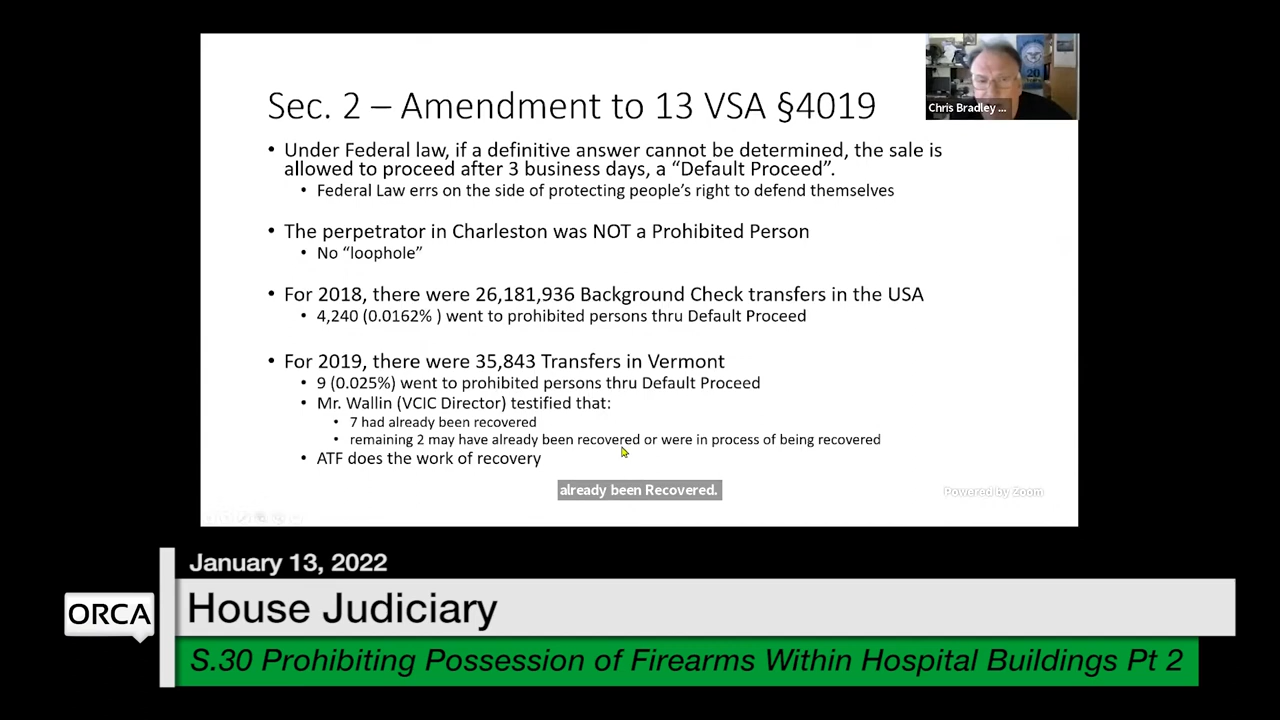 Chris Bradley ...
Sec. 2 – Amendment to 13 VSA §4019
• Under Federal law, if a definitive answer cannot be determined, the sale is
allowed to proceed after 3 business days, a “Default Proceed”.
• Federal Law errs on the side of protecting people’s right to defend themselves
• The perpetrator in Charleston was NOT a Prohibited Person
• No “loophole”
• For 2018, there were 26,181,936 Background Check transfers in the USA
• 4,240 (0.0162% ) went to prohibited persons thru Default Proceed
• For 2019, there were 35,843 Transfers in Vermont
• 9 (0.025%) went to prohibited persons thru Default Proceed
• Mr. Wallin (VCIC Director) testified that:
• 7 had already been recovered
• remaining 2 may have already been recovered or were in process of being recovered
• ATF does the work of recovery
already been Recovered.
Powered by Zoom
January 13, 2022
ORCA
House Judiciary
S.30 Prohibiting Possession of Firearms Within Hospital Buildings Pt 2